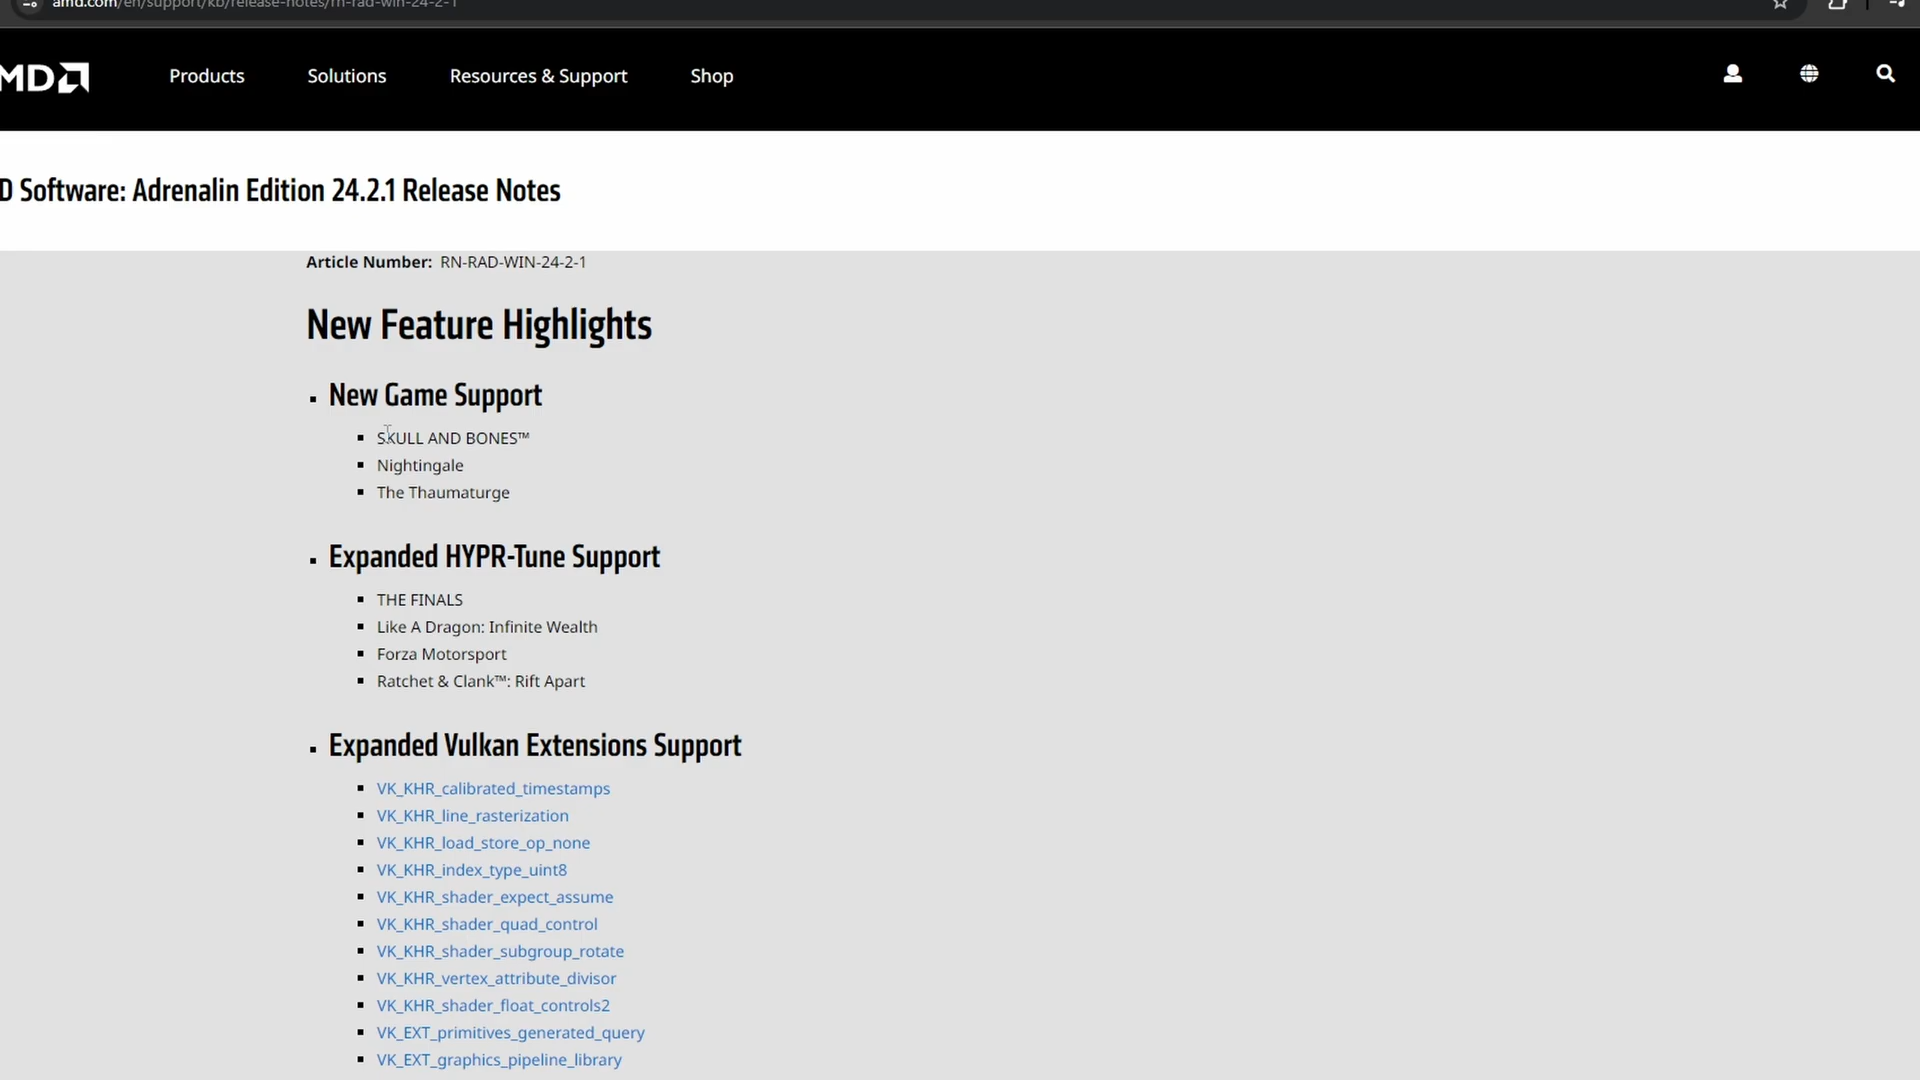 amd.com/en/support/kb/release-notes/rn-rad-win-24-2-1
MD
Products Solutions Resources & Support Shop
D Software: Adrenalin Edition 24.2.1 Release Notes
Article Number: RN-RAD-WIN-24-2-1
New Feature Highlights
New Game Support
SKULL AND BONES™
Nightingale
The Thaumaturge
Expanded HYPR-Tune Support
THE FINALS
Like A Dragon: Infinite Wealth
Forza Motorsport
Ratchet & Clank™: Rift Apart
Expanded Vulkan Extensions Support
VK_KHR_calibrated_timestamps
VK_KHR_line_rasterization
VK_KHR_load_store_op_none
VK_KHR_index_type_uint8
VK_KHR_shader_expect_assume
VK_KHR_shader_quad_control
VK_KHR_shader_subgroup_rotate
VK_KHR_vertex_attribute_divisor
VK_KHR_shader_float_controls2
VK_EXT_primitives_generated_query
VK_EXT_graphics_pipeline_library